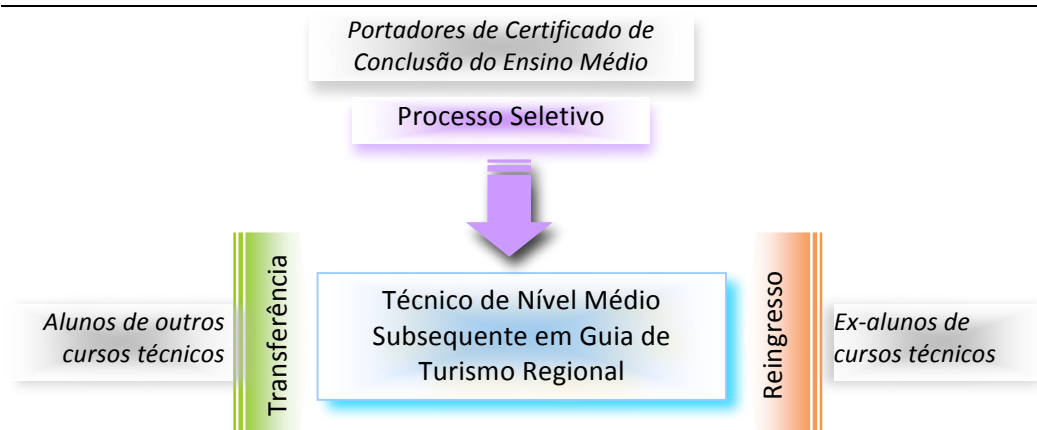 Portadores de Certificado de
Conclusão do Ensino Médio
Processo Seletivo
Transferência
Alunos de outros
cursos técnicos
Técnico de Nível Médio
Subsequente em Guia de
Turismo Regional
Reingresso
Ex-alunos de
cursos técnicos